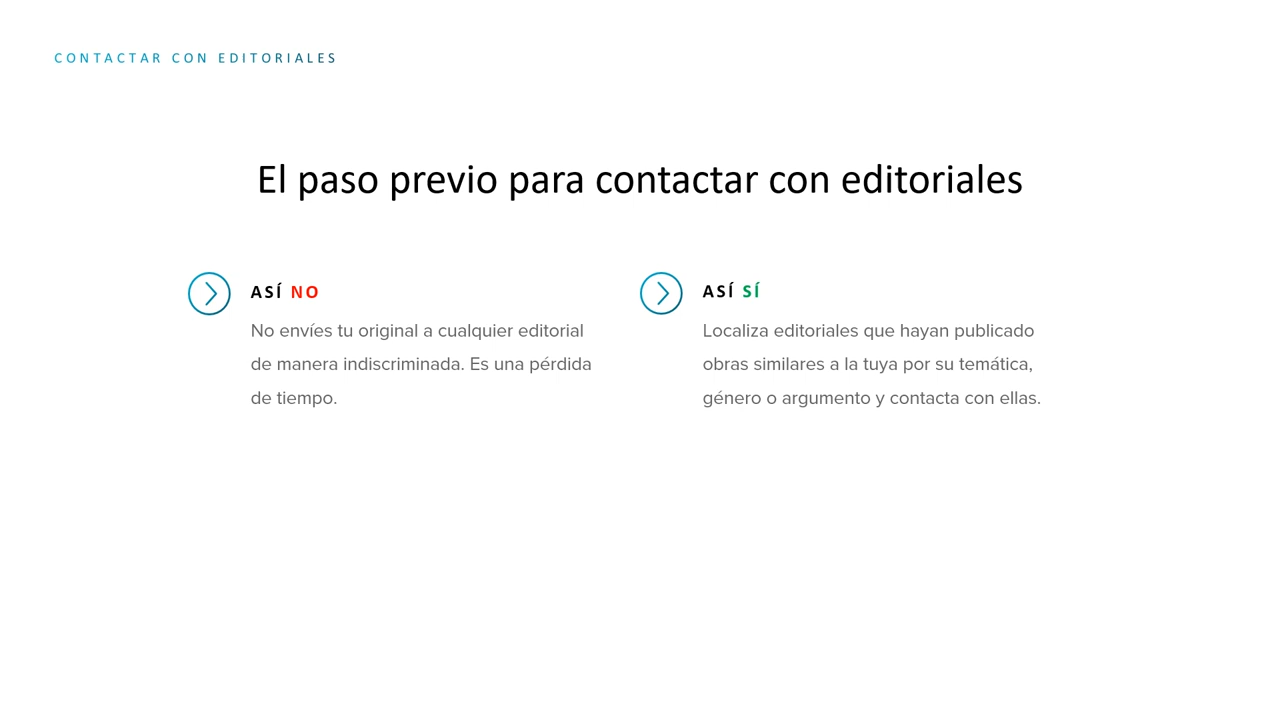 CONTACTAR CON EDITORIALES
El paso previo para contactar con editoriales
ASÍ NO
No envíes tu original a cualquier editorial
de manera indiscriminada. Es una pérdida
de tiempo.
ASÍ SÍ
Localiza editoriales que hayan publicado
obras similares a la tuya por su temática,
género o argumento y contacta con ellas.